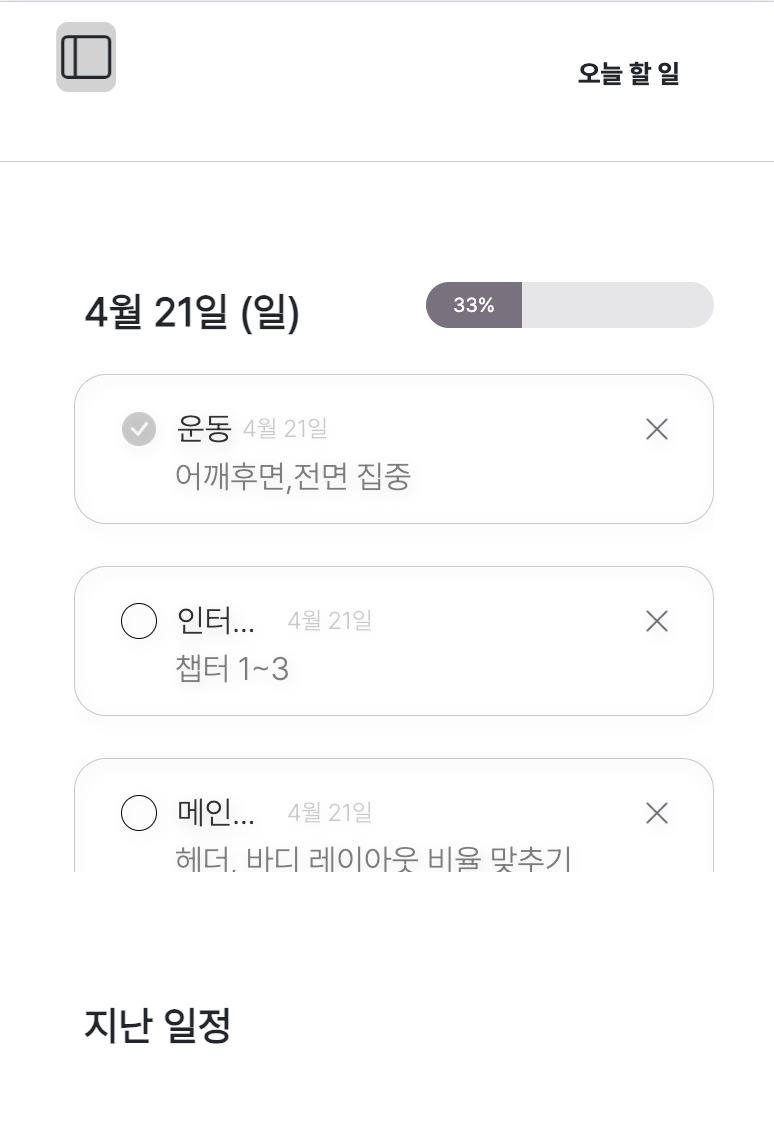 오늘 할 일
4월 21일 (일)
33%
운동 4월 21일
어깨후면,전면 집중
인터... 4월 21일
챕터 1~3
메인... 4월 21일
헤더, 바디 레이아웃 비율 맞추기
지난 일정